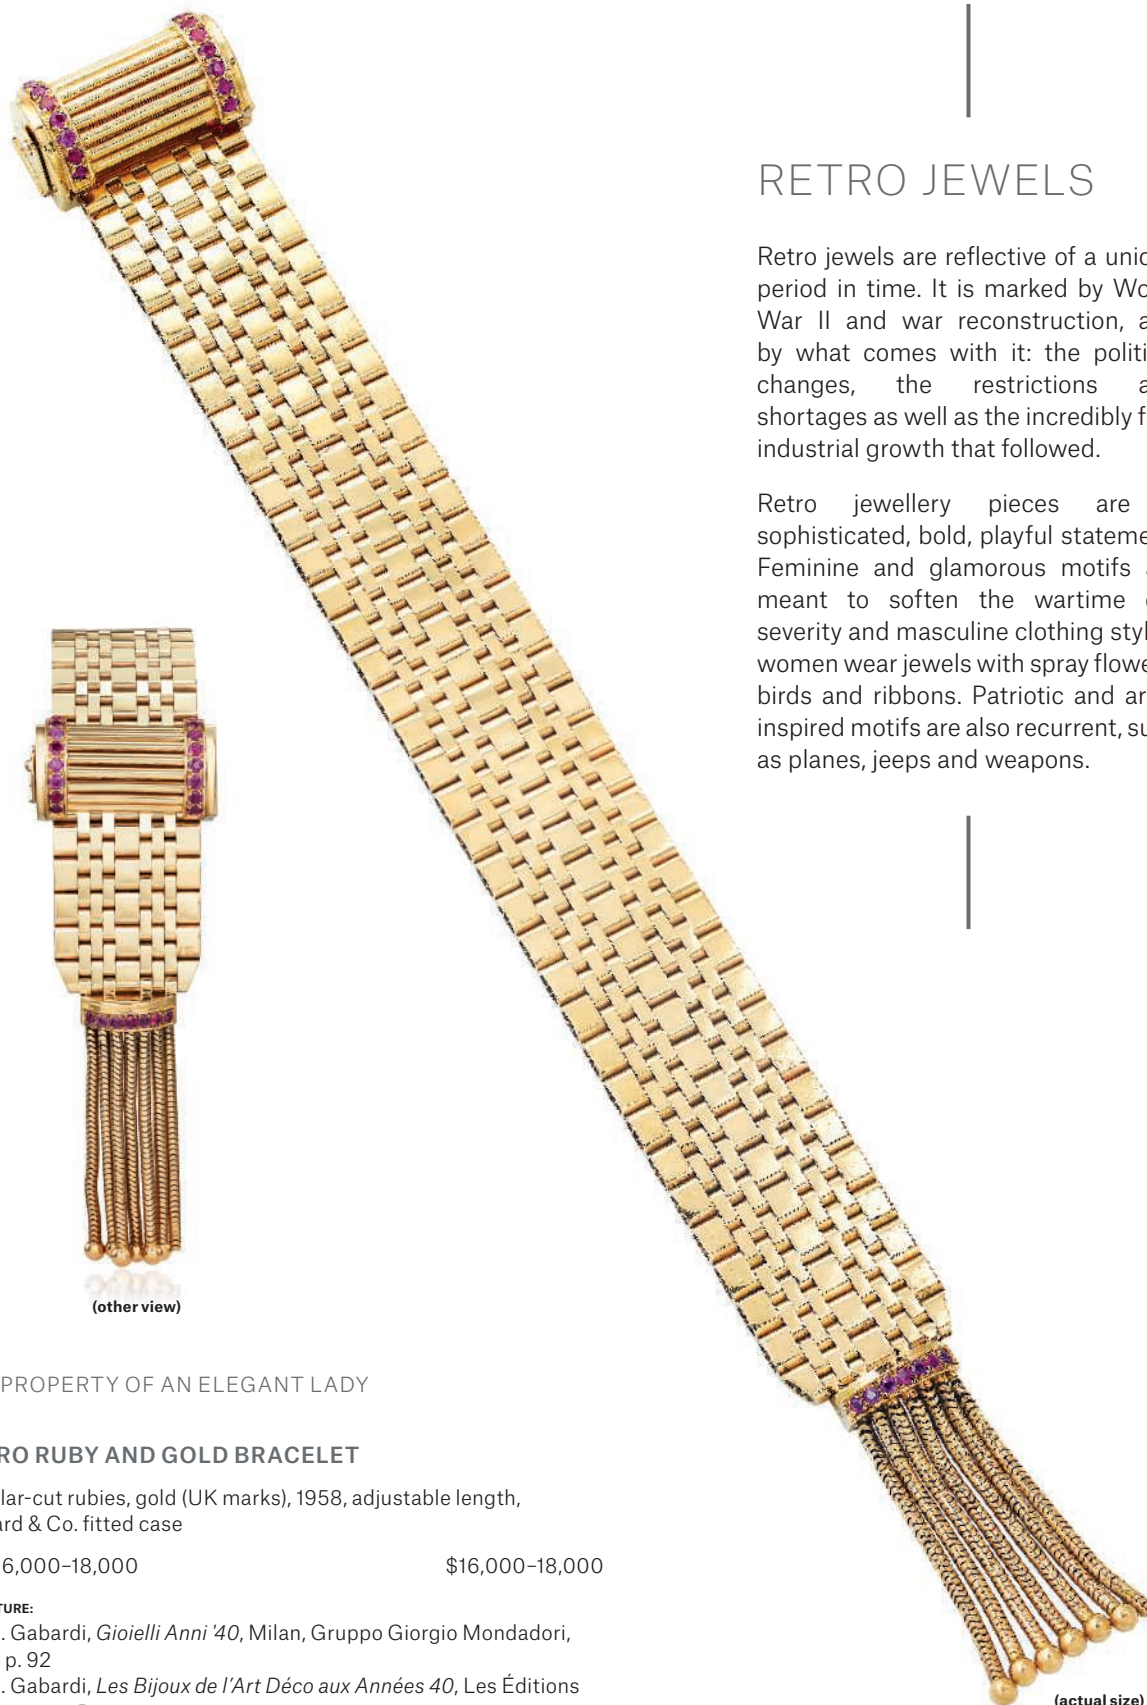 RETRO JEWELS
Retro jewels are reflective of a
period in time. It is marked by Wo
War II and war reconstruction, a
by what comes with it: the politi
changes, the restrictions a
shortages as well as the incredibly f
industrial growth that followed.
Retro jewellery pieces are
sophisticated, bold, playful stateme
Feminine and glamorous motifs
meant to soften the wartime
severity and masculine clothing styl
women wear jewels with spray flowe
birds and ribbons. Patriotic and ar
inspired motifs are also recurrent, su
as planes, jeeps and weapons.
(other view)
PROPERTY OF AN ELEGANT LADY
RO RUBY AND GOLD BRACELET
lar-cut rubies, gold (UK marks), 1958, adjustable length,
ard & Co. fitted case
6,000–18,000
$16,000–18,000
TURE:
. Gabardi, Gioielli Anni '40, Milan, Gruppo Giorgio Mondadori,
p. 92
. Gabardi, Les Bijoux de l'Art Déco aux Années 40, Les Éditions
(actual size)